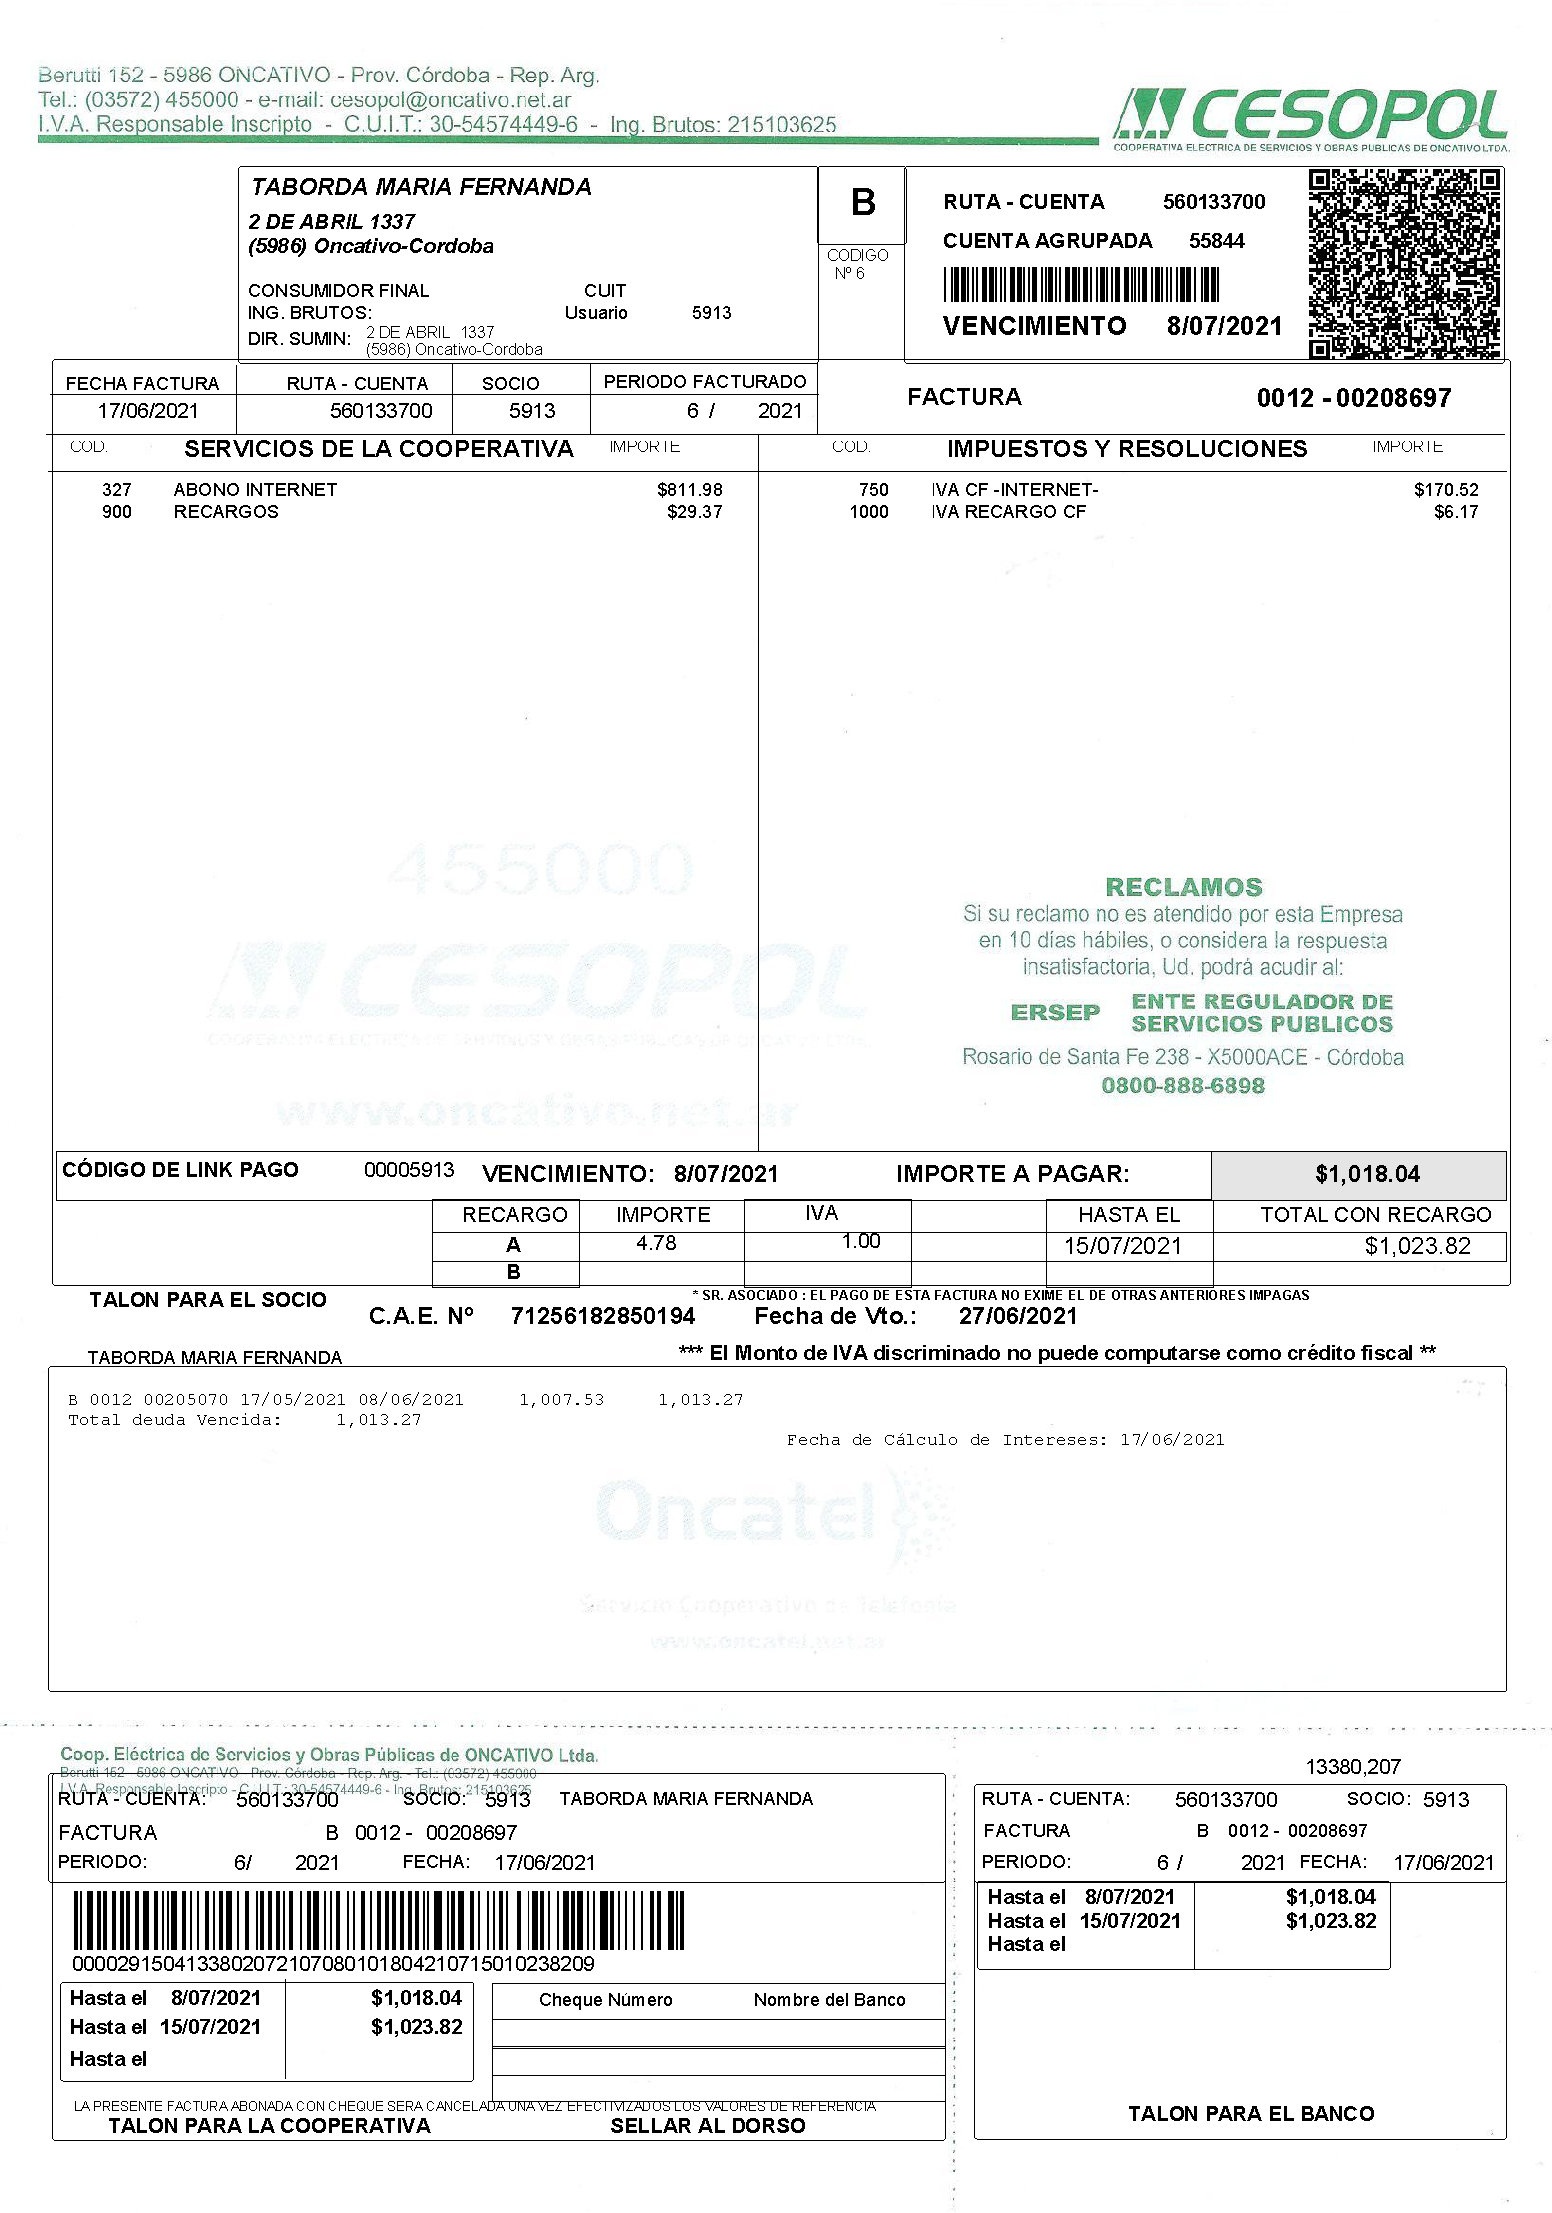 Berutti 152 - 5986 ONCATIVO - Prov. Córdoba - Rep. Arg.
Tel.: (03572) 455000 - e-mail: cesopol@oncativo.net.ar
I.V.A. Responsable Inscripto - C.U.I.T.: 30-54574449-6 - Ing. Brutos: 215103625
CESOPOL
COOPERATIVA ELECTRICA DE SERVICIOS Y OBRAS PUBLICAS DE ONCATIVO LTDA.
TABORDA MARIA FERNANDA
2 DE ABRIL 1337
(5986) Oncativo-Cordoba
CONSUMIDOR FINAL CUIT
ING. BRUTOS: Usuario 5913
DIR. SUMIN: 2 DE ABRIL 1337
(5986) Oncativo-Cordoba
B
CODIGO
Nº 6
RUTA - CUENTA 560133700
CUENTA AGRUPADA 55844
VENCIMIENTO 8/07/2021
FECHA FACTURA RUTA - CUENTA SOCIO PERIODO FACTURADO
17/06/2021 560133700 5913 6 / 2021
FACTURA 0012 - 00208697
COD. SERVICIOS DE LA COOPERATIVA IMPORTE COD. IMPUESTOS Y RESOLUCIONES IMPORTE
327 ABONO INTERNET $811.98 750 IVA CF -INTERNET- $170.52
900 RECARGOS $29.37 1000 IVA RECARGO CF $6.17
455000
CESOPOL
COOPERATIVA ELECTRICA DE SERVICIOS Y OBRAS PUBLICAS DE ONCATIVO LTDA.
www.oncativo.net.ar
RECLAMOS
Si su reclamo no es atendido por esta Empresa
en 10 días hábiles, o considera la respuesta
insatisfactoria, Ud. podrá acudir al:
ERSEP ENTE REGULADOR DE
SERVICIOS PUBLICOS
Rosario de Santa Fe 238 - X5000ACE - Córdoba
0800-888-6898
CÓDIGO DE LINK PAGO 00005913 VENCIMIENTO: 8/07/2021 IMPORTE A PAGAR: $1,018.04
RECARGO IMPORTE IVA HASTA EL TOTAL CON RECARGO
A 4.78 1.00 15/07/2021 $1,023.82
B
TALON PARA EL SOCIO
* SR. ASOCIADO : EL PAGO DE ESTA FACTURA NO EXIME EL DE OTRAS ANTERIORES IMPAGAS
C.A.E. Nº 71256182850194 Fecha de Vto.: 27/06/2021
TABORDA MARIA FERNANDA
*** El Monto de IVA discriminado no puede computarse como crédito fiscal **
B 0012 00205070 17/05/2021 08/06/2021 1,007.53 1,013.27
Total deuda Vencida: 1,013.27
Fecha de Cálculo de Intereses: 17/06/2021
Oncatel
Servicio Cooperativo de Telefonía
www.oncatel.net.ar
Coop. Eléctrica de Servicios y Obras Públicas de ONCATIVO Ltda.
Berutti 152 - 5986 ONCATIVO - Prov. Córdoba - Rep. Arg. - Tel.: (03572) 455000
I.V.A. Responsable Inscripto - C.U.I.T.: 30-54574449-6 - Ing. Brutos: 215103625
RUTA - CUENTA: 560133700 SOCIO: 5913 TABORDA MARIA FERNANDA
FACTURA B 0012 - 00208697
PERIODO: 6/ 2021 FECHA: 17/06/2021
00002915041338020721070801018042107150102382​09
Hasta el 8/07/2021 $1,018.04
Hasta el 15/07/2021 $1,023.82
Hasta el
Cheque Número Nombre del Banco
LA PRESENTE FACTURA ABONADA CON CHEQUE SERA CANCELADA UNA VEZ EFECTIVIZADOS LOS VALORES DE REFERENCIA
TALON PARA LA COOPERATIVA SELLAR AL DORSO
13380,207
RUTA - CUENTA: 560133700 SOCIO: 5913
FACTURA B 0012 - 00208697
PERIODO: 6 / 2021 FECHA: 17/06/2021
Hasta el 8/07/2021 $1,018.04
Hasta el 15/07/2021 $1,023.82
Hasta el
TALON PARA EL BANCO